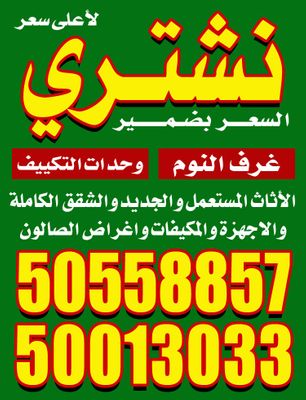 لأعلى سعر
نشتري
السعر بضمير
غرف النوم وحدات التكييف
الأثاث المستعمل والجديد والشقق الكاملة
والاجهزة والمكيفات واغراض الصالون
50558857
50013033